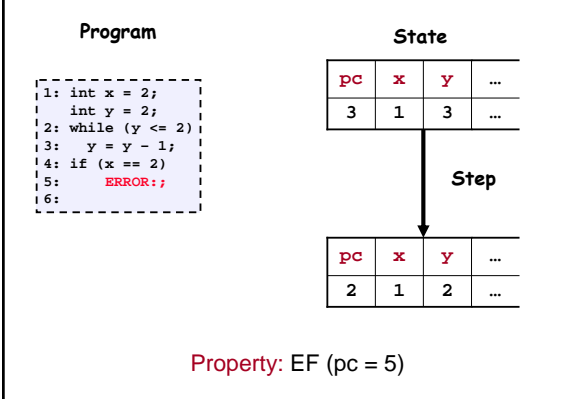 Program
1: int x = 2;
   int y = 2;
2: while (y <= 2)
3:   y = y - 1;
4: if (x == 2)
5:     ERROR:;
6:
State
pc x y …
3 1 3 …
Step
pc x y …
2 1 2 …
Property: EF (pc = 5)